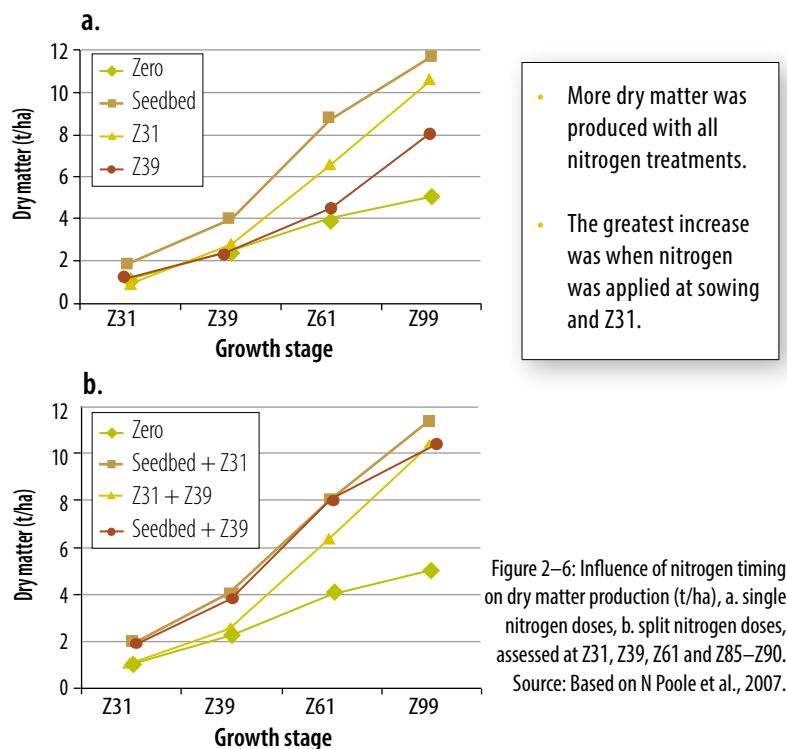 a.
Dry matter (t/ha)
12
10
8
6
4
2
0
Zero
Seedbed
Z31
Z39
Z31
Z39
Z61
Z99
Growth stage
• More dry matter was
produced with all
nitrogen treatments.
• The greatest increase
was when nitrogen
was applied at sowing
and Z31.
b.
Dry matter (t/ha)
12
10
8
6
4
2
0
Zero
Seedbed + Z31
Z31 + Z39
Seedbed + Z39
Z31
Z39
Z61
Z99
Growth stage
Figure 2–6: Influence of nitrogen timing
on dry matter production (t/ha), a. single
nitrogen doses, b. split nitrogen doses,
assessed at Z31, Z39, Z61 and Z85–Z90.
Source: Based on N Poole et al., 2007.